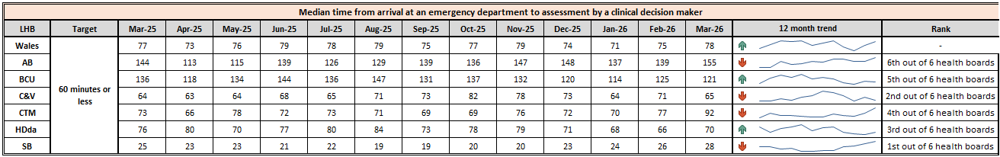 Median time from arrival at an emergency department to assessment by a clinical decision maker
LHB Target Mar-25 Apr-25 May-25 Jun-25 Jul-25 Aug-25 Sep-25 Oct-25 Nov-25 Dec-25 Jan-26 Feb-26 Mar-26 12 month trend Rank
Wales 77 73 76 79 78 79 75 77 79 74 71 75 78 -
AB 144 113 115 139 126 129 139 136 147 148 137 139 155 6th out of 6 health boards
BCU 136 118 134 144 136 147 131 137 132 120 114 125 121 5th out of 6 health boards
60 minutes or
less
C&V 64 63 64 68 65 71 73 82 78 73 64 71 65 2nd out of 6 health boards
CTM 73 66 78 72 73 71 69 69 76 72 70 77 92 4th out of 6 health boards
HDda 76 80 70 77 80 84 73 78 79 71 68 66 70 3rd out of 6 health boards
SB 25 23 23 21 22 19 19 20 20 23 24 26 28 1st out of 6 health boards